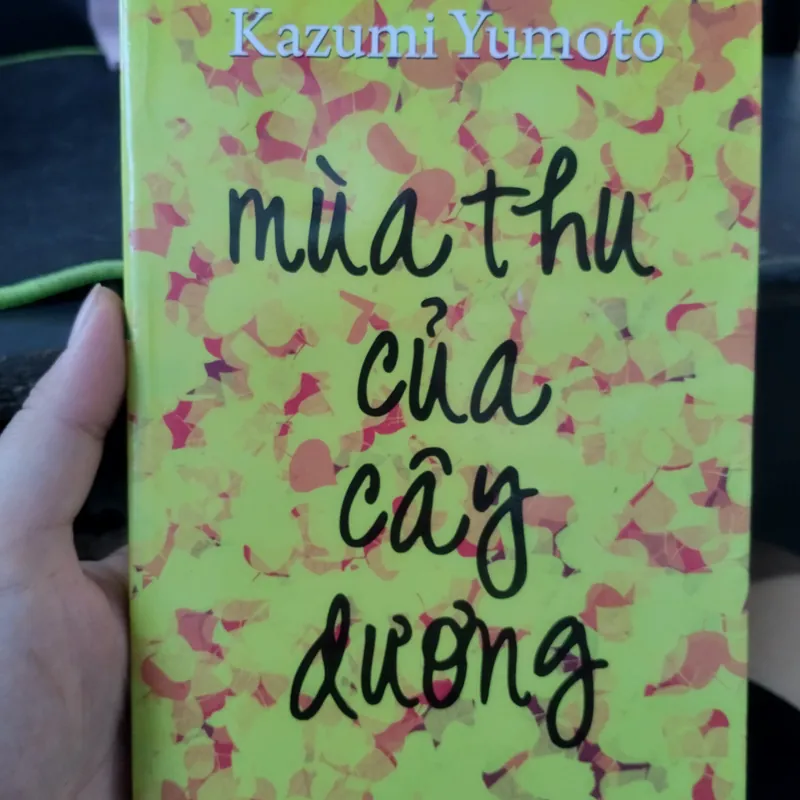 Kazumi Yumoto
mùa thu
của
cây
dương